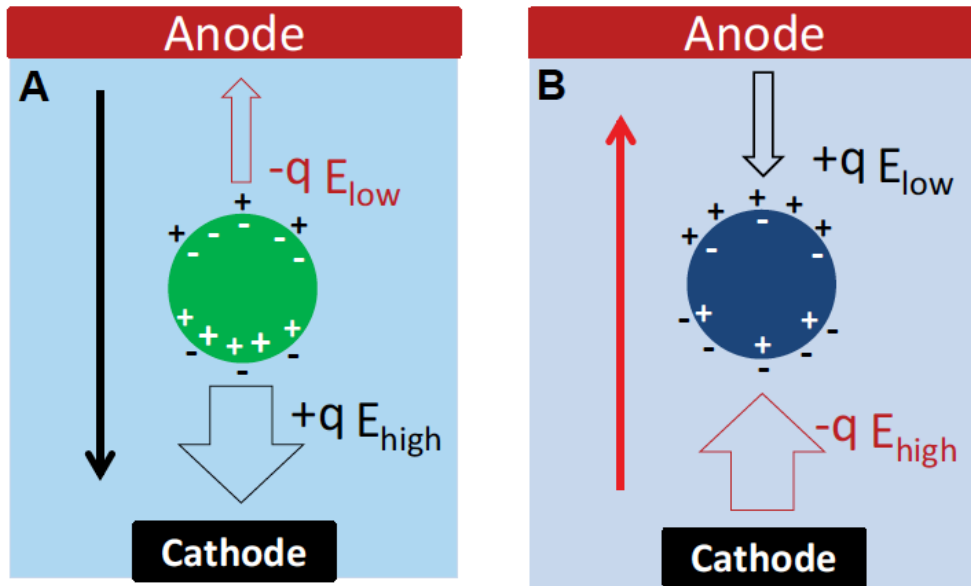 Anode
A
-q E_low
+
+ +
- - - - -
+ + + + +
- -
-
+q E_high
Cathode
Anode
B
+q E_low
+ +
+ +
+ +
- - -
+ + +
- -
- -
-
-q E_high
Cathode